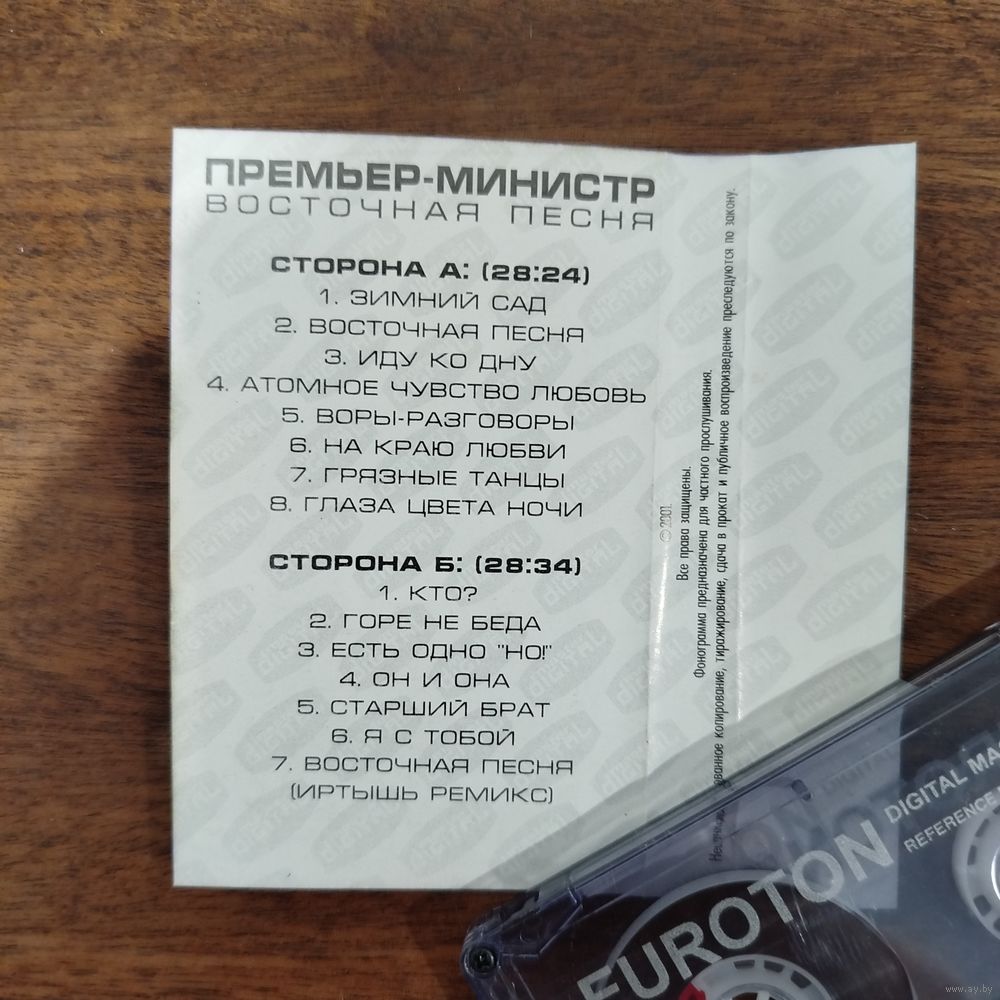 ПРЕМЬЕР-МИНИСТР
ВОСТОЧНАЯ ПЕСНЯ
СТОРОНА А: (28:24)
1. ЗИМНИЙ САД
2. ВОСТОЧНАЯ ПЕСНЯ
3. ИДУ КО ДНУ
4. АТОМНОЕ ЧУВСТВО ЛЮБОВЬ
5. ВОРЫ-РАЗГОВОРЫ
6. НА КРАЮ ЛЮБВИ
7. ГРЯЗНЫЕ ТАНЦЫ
8. ГЛАЗА ЦВЕТА НОЧИ
СТОРОНА Б: (28:34)
1. КТО?
2. ГОРЕ НЕ БЕДА
3. ЕСТЬ ОДНО "НО!"
4. ОН И ОНА
5. СТАРШИЙ БРАТ
6. Я С ТОБОЙ
7. ВОСТОЧНАЯ ПЕСНЯ
(ИРТЫШЬ РЕМИКС)
© 2001.
Все права защищены.
Фонограмма предназначена для частного прослушивания.
копирование, тиражирование, сдача в прокат и публичное воспроизведение преследуются по закону.
EUROTON
DIGITAL
REFERENCE
www.ay.by